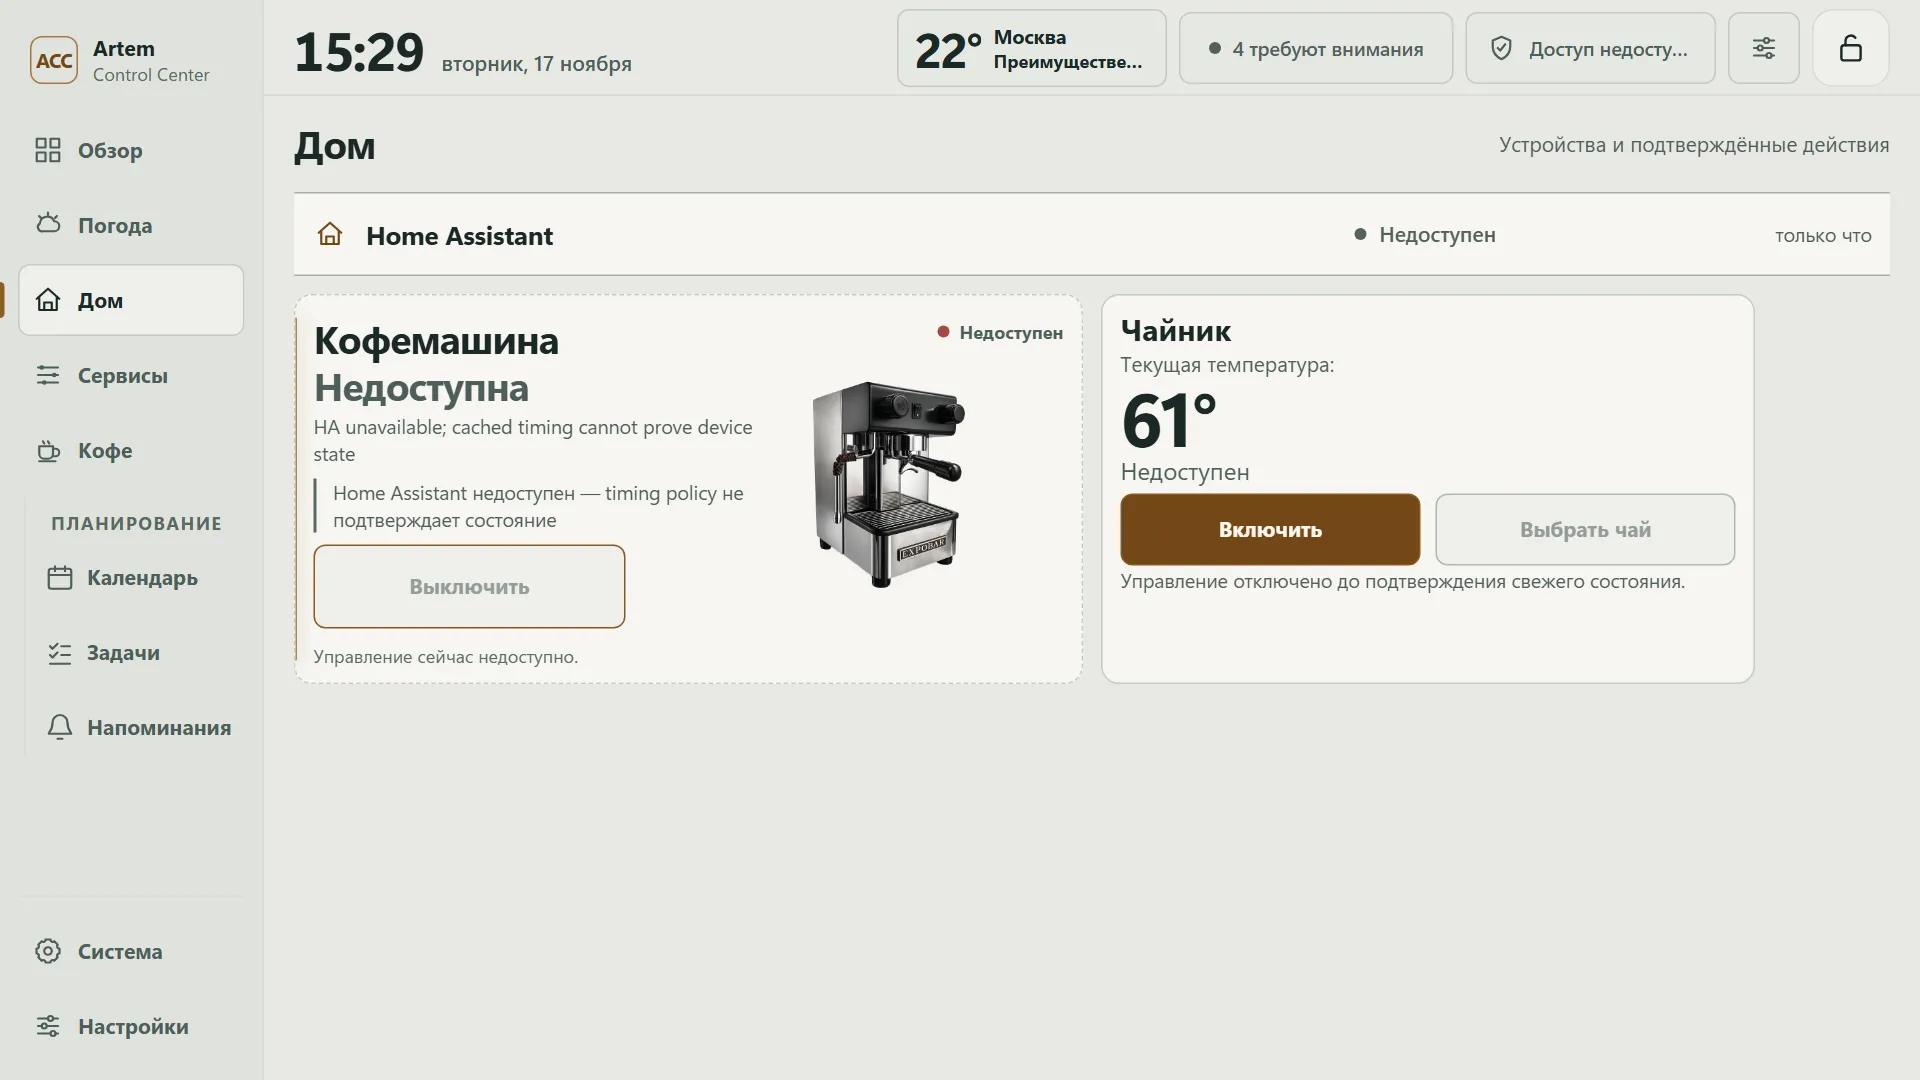 ACC
Artem
Control Center
Обзор
Погода
Дом
Сервисы
Кофе
ПЛАНИРОВАНИЕ
Календарь
Задачи
Напоминания
Система
Настройки
15:29 вторник, 17 ноября
22° Москва
Преимуществе...
4 требуют внимания
Доступ недосту...
Дом
Устройства и подтверждённые действия
Home Assistant
Недоступен
только что
Кофемашина
Недоступен
Недоступна
HA unavailable; cached timing cannot prove device
state
Home Assistant недоступен — timing policy не
подтверждает состояние
Выключить
Управление сейчас недоступно.
EXPOBAR
Чайник
Текущая температура:
61°
Недоступен
Включить
Выбрать чай
Управление отключено до подтверждения свежего состояния.